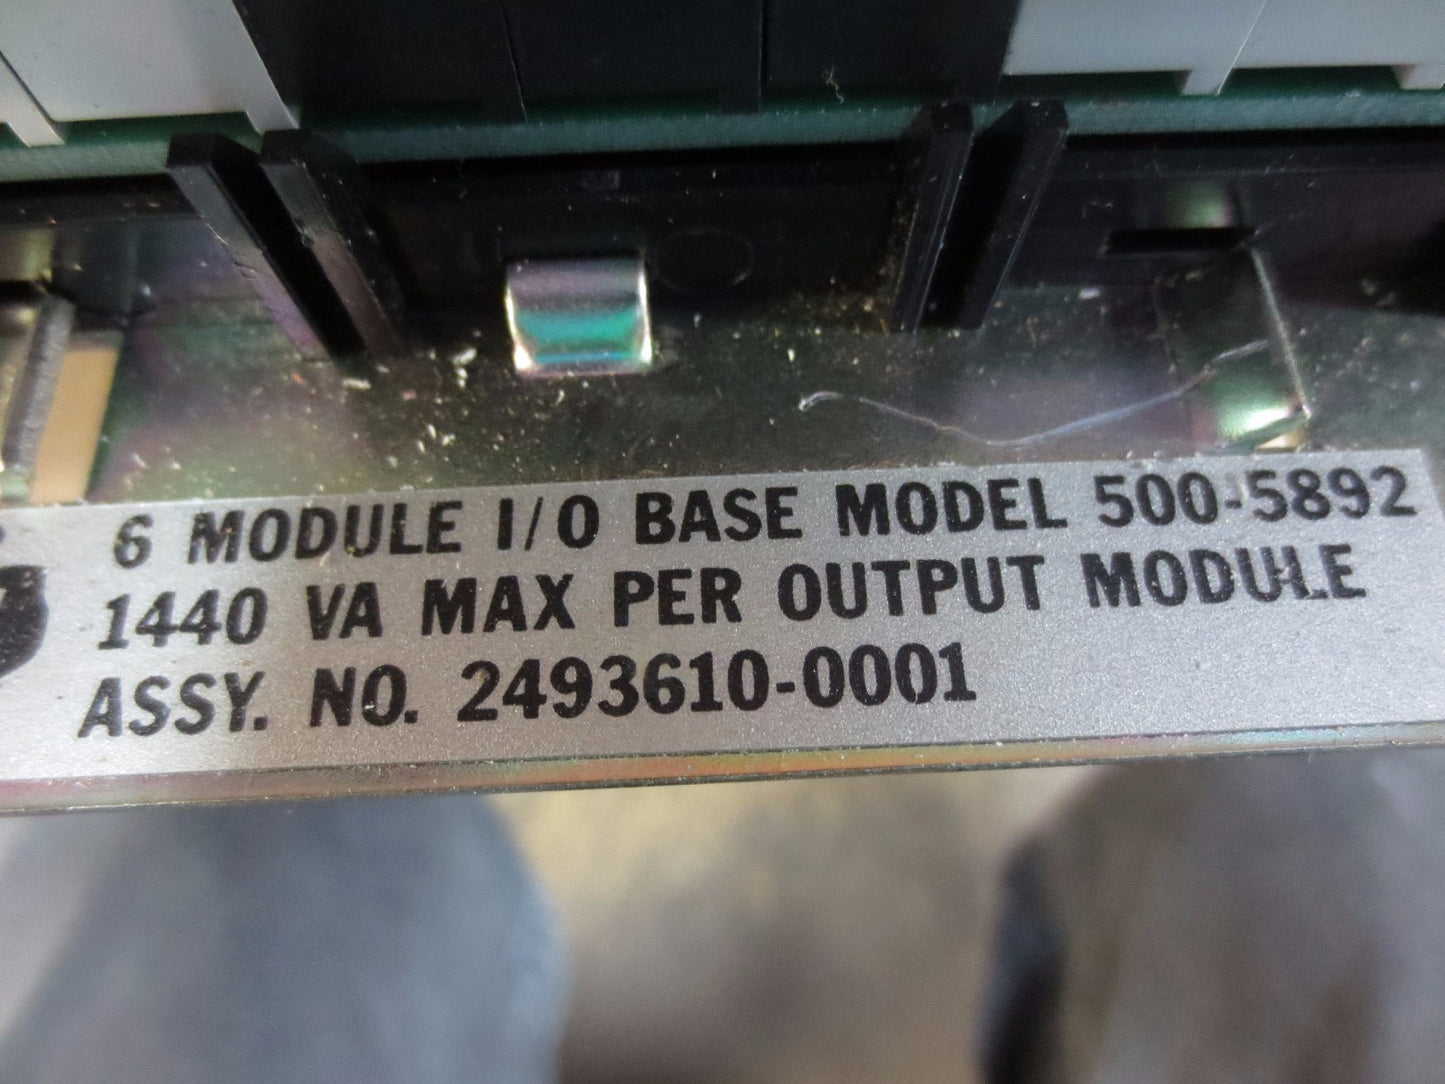 6 MODULE I/O BASE MODEL 500-5892
1440 VA MAX PER OUTPUT MODULE
ASSY. NO. 2493610-0001